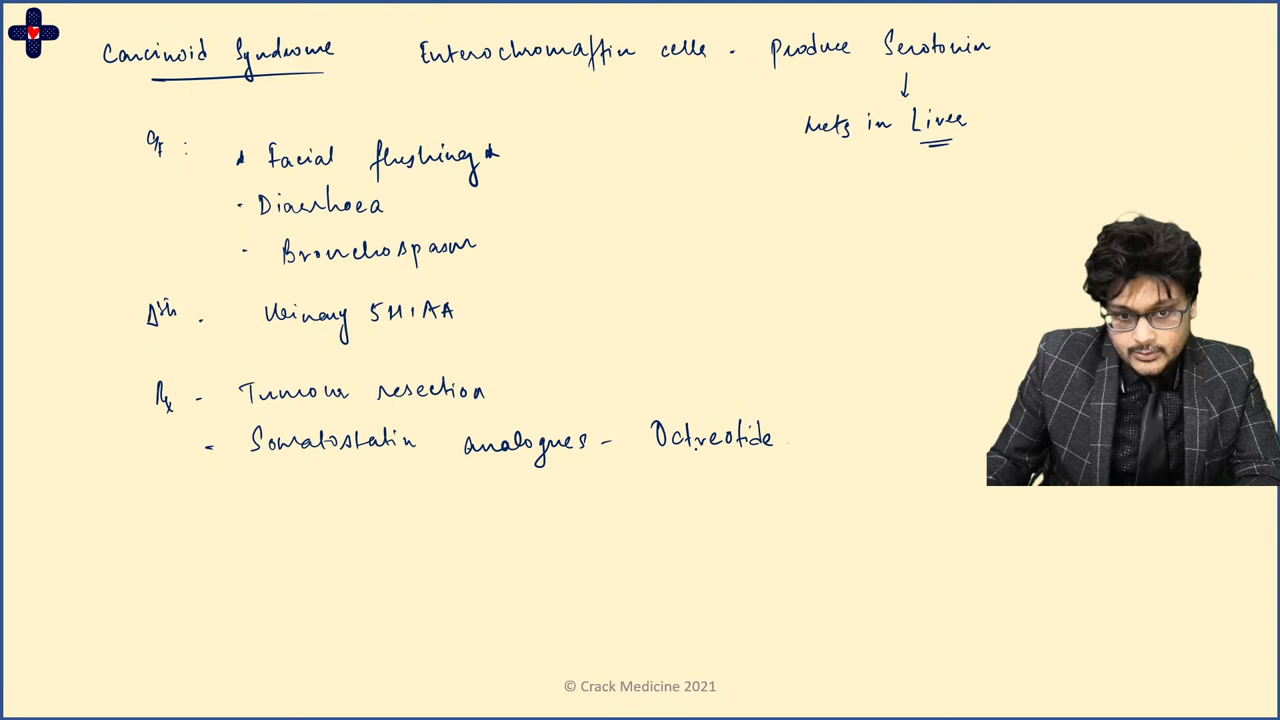 Carcinoid Syndrome Enterochromaffin cells - Produce Serotonin
↓
Mets in Liver
C/F :
* Facial flushing *
• Diarrhoea
• Bronchospasm
Δsis - Urinary 5HIAA
Rx - Tumour resection
- Somatostatin analogues - Octreotide
© Crack Medicine 2021